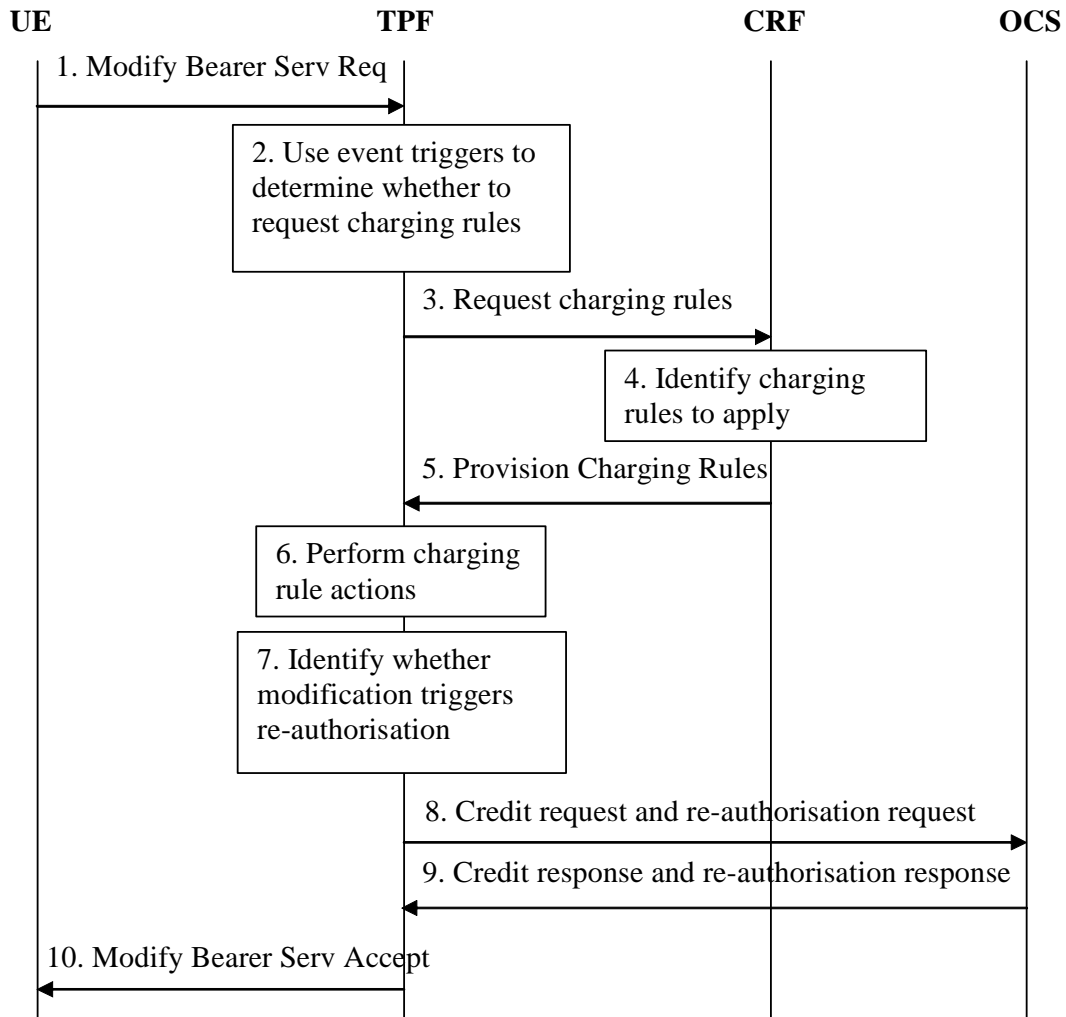 UE TPF CRF OCS
1. Modify Bearer Serv Req
2. Use event triggers to
determine whether to
request charging rules
3. Request charging rules
4. Identify charging
rules to apply
5. Provision Charging Rules
6. Perform charging
rule actions
7. Identify whether
modification triggers
re-authorisation
8. Credit request and re-authorisation request
9. Credit response and re-authorisation response
10. Modify Bearer Serv Accept